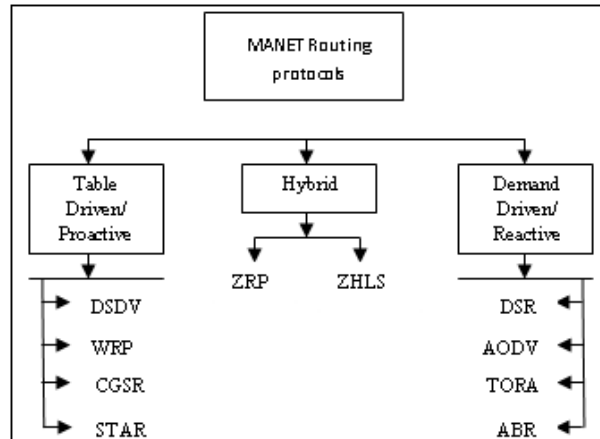 MANET Routing
protocols
Table
Driven/
Proactive
Hybrid
Demand
Driven/
Reactive
ZRP
ZHLS
DSDV
WRP
CGSR
STAR
DSR
AODV
TORA
ABR